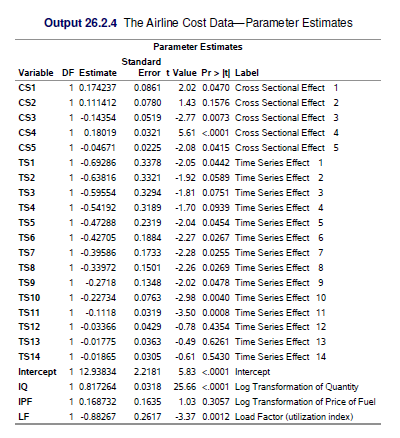 Output 26.2.4 The Airline Cost Data—Parameter Estimates
Parameter Estimates
Standard
Variable DF Estimate Error t Value Pr > |t| Label
CS1 1 0.174237 0.0861 2.02 0.0470 Cross Sectional Effect 1
CS2 1 0.111412 0.0780 1.43 0.1576 Cross Sectional Effect 2
CS3 1 -0.14354 0.0519 -2.77 0.0073 Cross Sectional Effect 3
CS4 1 0.18019 0.0321 5.61 <.0001 Cross Sectional Effect 4
CS5 1 -0.04671 0.0225 -2.08 0.0415 Cross Sectional Effect 5
TS1 1 -0.69286 0.3378 -2.05 0.0442 Time Series Effect 1
TS2 1 -0.63816 0.3321 -1.92 0.0589 Time Series Effect 2
TS3 1 -0.59554 0.3294 -1.81 0.0751 Time Series Effect 3
TS4 1 -0.54192 0.3189 -1.70 0.0939 Time Series Effect 4
TS5 1 -0.47288 0.2319 -2.04 0.0454 Time Series Effect 5
TS6 1 -0.42705 0.1884 -2.27 0.0267 Time Series Effect 6
TS7 1 -0.39586 0.1733 -2.28 0.0255 Time Series Effect 7
TS8 1 -0.33972 0.1501 -2.26 0.0269 Time Series Effect 8
TS9 1 -0.2718 0.1348 -2.02 0.0478 Time Series Effect 9
TS10 1 -0.22734 0.0763 -2.98 0.0040 Time Series Effect 10
TS11 1 -0.1118 0.0319 -3.50 0.0008 Time Series Effect 11
TS12 1 -0.03366 0.0429 -0.78 0.4354 Time Series Effect 12
TS13 1 -0.01775 0.0363 -0.49 0.6261 Time Series Effect 13
TS14 1 -0.01865 0.0305 -0.61 0.5430 Time Series Effect 14
Intercept 1 12.93834 2.2181 5.83 <.0001 Intercept
lQ 1 0.817264 0.0318 25.66 <.0001 Log Transformation of Quantity
lPF 1 0.168732 0.1635 1.03 0.3057 Log Transformation of Price of Fuel
LF 1 -0.88267 0.2617 -3.37 0.0012 Load Factor (utilization index)